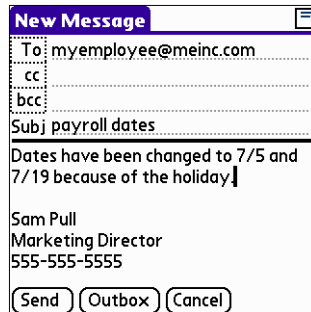 New Message
To myemployee@meinc.com
cc
bcc
Subj payroll dates
Dates have been changed to 7/5 and
7/19 because of the holiday.
Sam Pull
Marketing Director
555-555-5555
Send Outbox Cancel